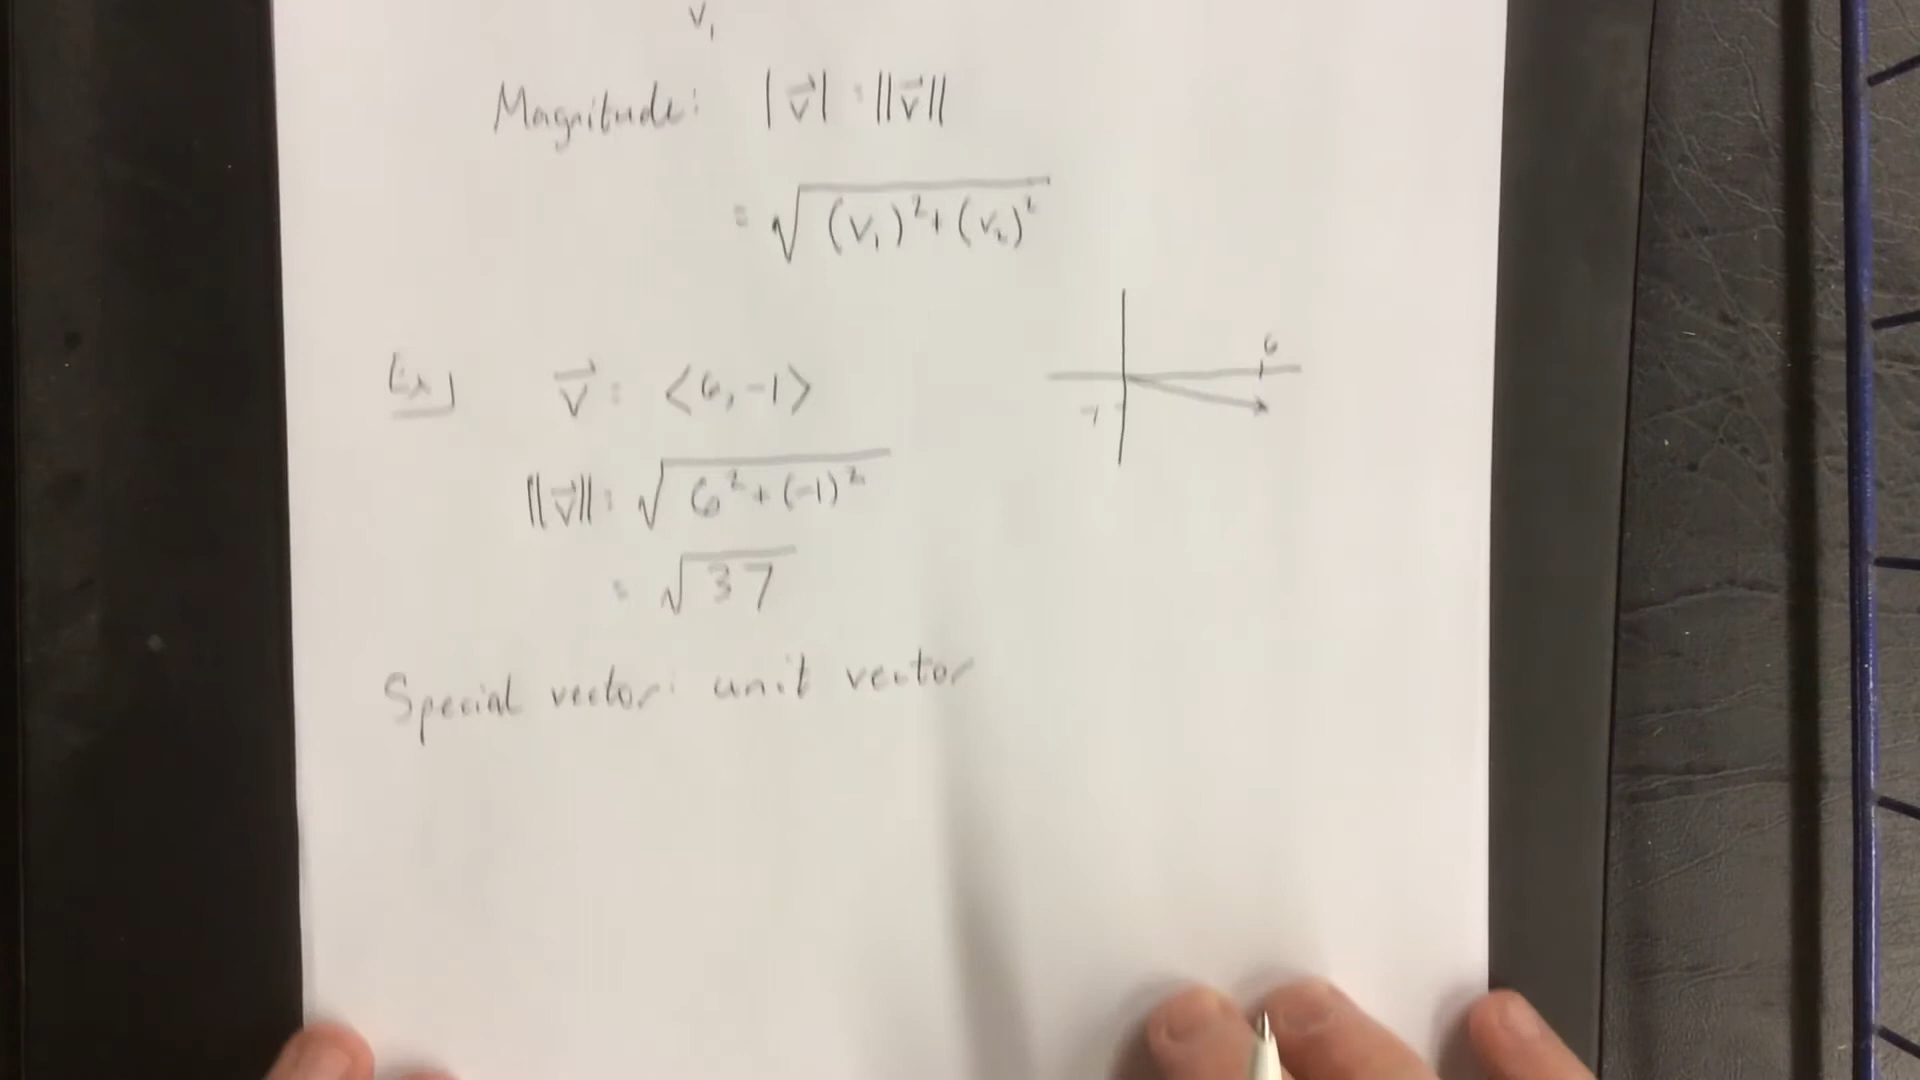 v₁
Magnitude: |v⃗| = ||v⃗||
= √((v₁)² + (v₂)²)
6
Ex] v⃗ = <6, -1>
-1
||v⃗|| = √(6² + (-1)²)
= √37
Special vector: unit vector